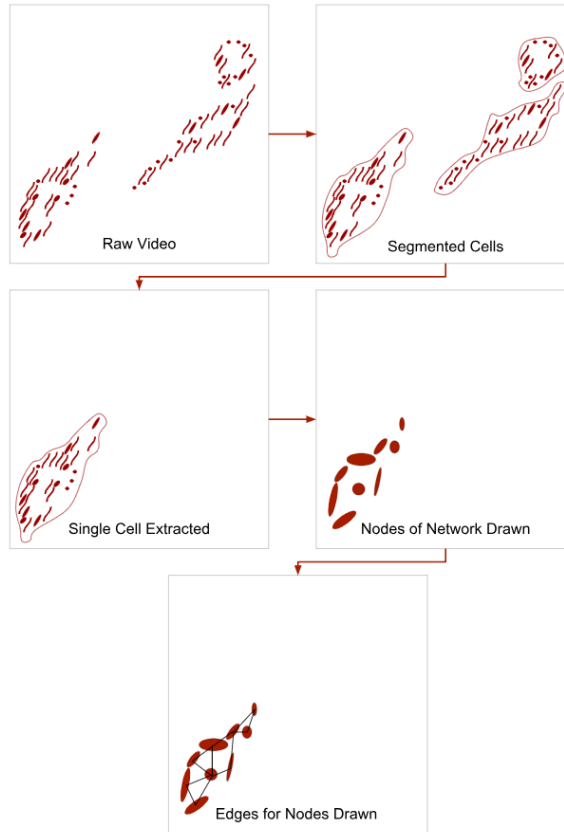 Raw Video
Segmented Cells
Single Cell Extracted
Nodes of Network Drawn
Edges for Nodes Drawn